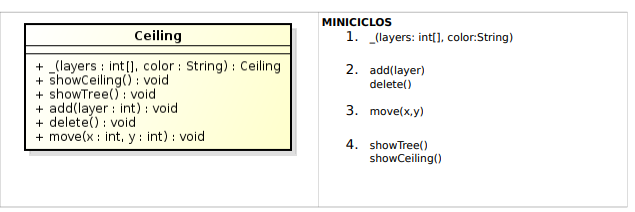 Ceiling
+ _(layers : int[], color : String) : Ceiling
+ showCeiling() : void
+ showTree() : void
+ add(layer : int) : void
+ delete() : void
+ move(x : int, y : int) : void
MINICICLOS
1. _(layers: int[], color:String)
2. add(layer)
delete()
3. move(x,y)
4. showTree()
showCeiling()